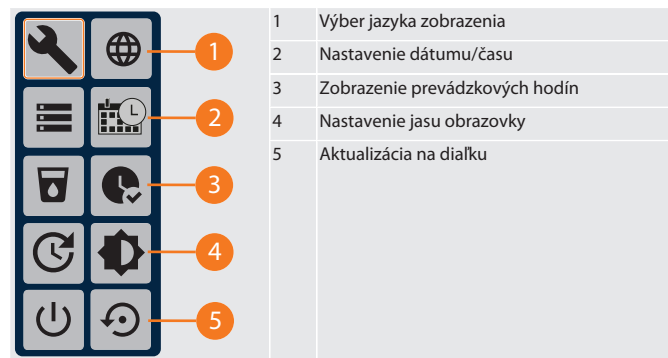 1
2
3
4
5
1 Výber jazyka zobrazenia
2 Nastavenie dátumu/času
3 Zobrazenie prevádzkových hodín
4 Nastavenie jasu obrazovky
5 Aktualizácia na diaľku